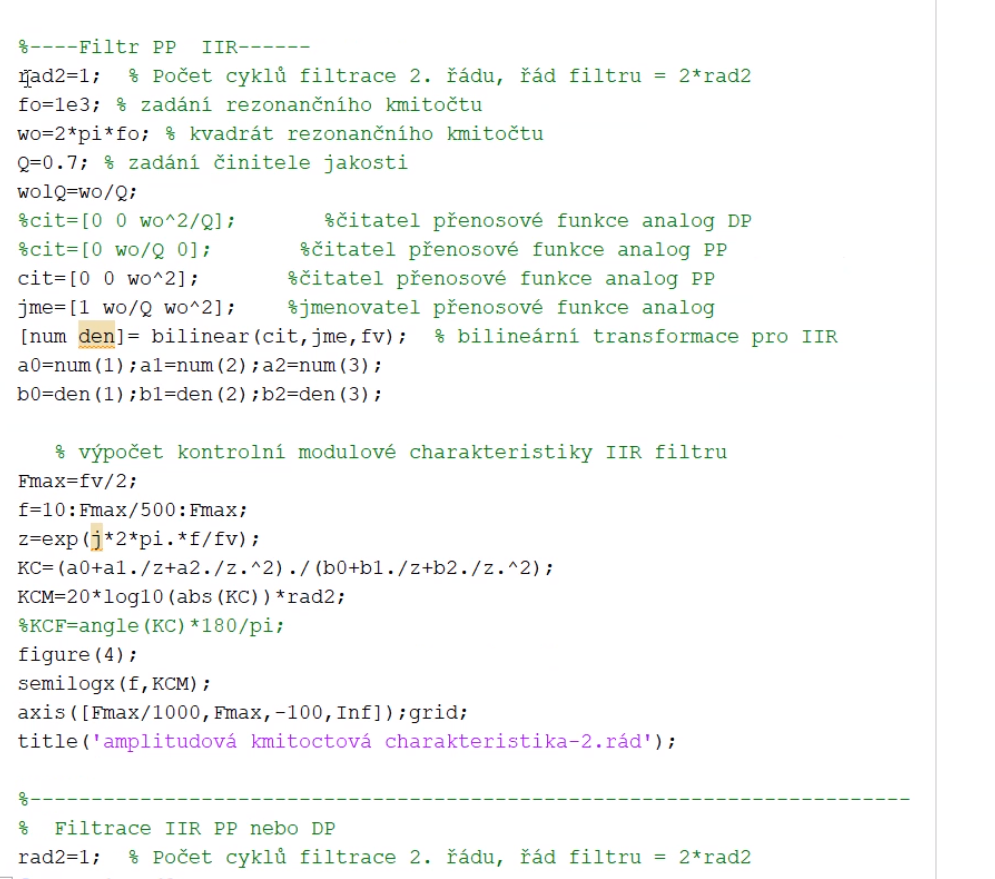 %----Filtr PP  IIR------
rad2=1;  % Počet cyklů filtrace 2. řádu, řád filtru = 2*rad2
fo=1e3; % zadání rezonančního kmitočtu
wo=2*pi*fo; % kvadrát rezonančního kmitočtu
Q=0.7; % zadání činitele jakosti
wolQ=wo/Q;
%cit=[0 0 wo^2/Q];       %čitatel přenosové funkce analog DP
%cit=[0 wo/Q 0];       %čitatel přenosové funkce analog PP
cit=[0 0 wo^2];       %čitatel přenosové funkce analog PP
jme=[1 wo/Q wo^2];    %jmenovatel přenosové funkce analog
[num den]= bilinear(cit,jme,fv);  % bilineární transformace pro IIR
a0=num(1);a1=num(2);a2=num(3);
b0=den(1);b1=den(2);b2=den(3);
% výpočet kontrolní modulové charakteristiky IIR filtru
Fmax=fv/2;
f=10:Fmax/500:Fmax;
z=exp(j*2*pi.*f/fv);
KC=(a0+a1./z+a2./z.^2)./(b0+b1./z+b2./z.^2);
KCM=20*log10(abs(KC))*rad2;
%KCF=angle(KC)*180/pi;
figure(4);
semilogx(f,KCM);
axis([Fmax/1000,Fmax,-100,Inf]);grid;
title('amplitudová kmitoctová charakteristika-2.rád');
%------------------------------------------------------------------------
%  Filtrace IIR PP nebo DP
rad2=1;  % Počet cyklů filtrace 2. řádu, řád filtru = 2*rad2